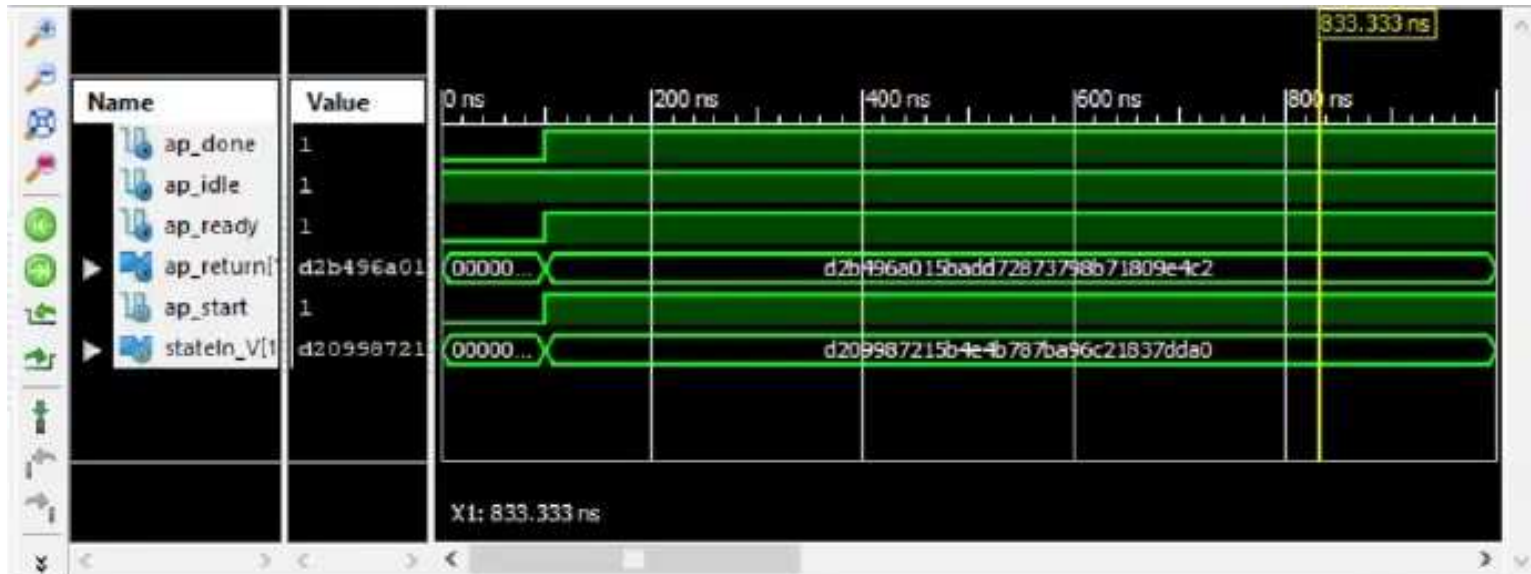 833.333 ns
Name Value 0 ns 200 ns 400 ns 600 ns 800 ns
ap_done 1
ap_idle 1
ap_ready 1
ap_return[ d2b496a01 00000... d2b496a015badd72873798b71809e4c2
ap_start 1
stateIn_V[1 d20998721 00000... d209987215b4e4b787ba96c21837dda0
X1: 833.333 ns